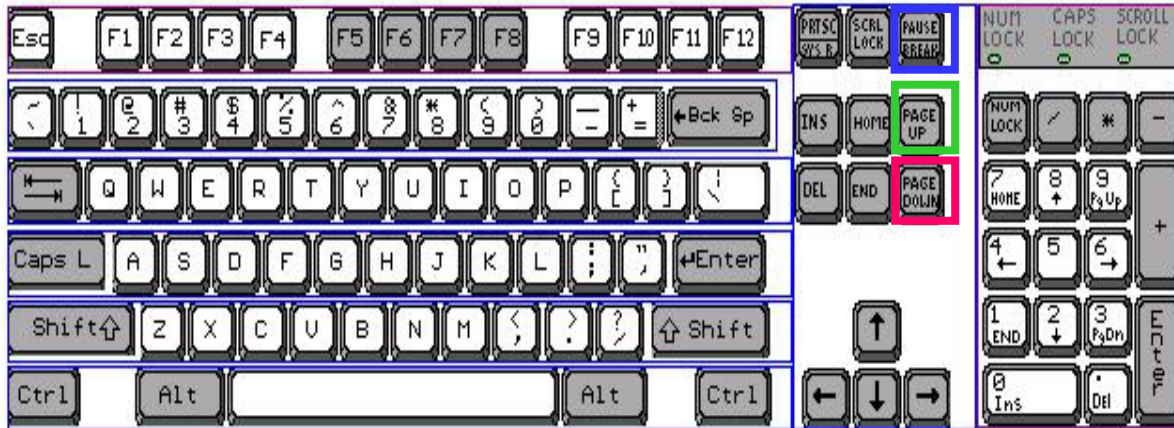 Esc F1 F2 F3 F4 F5 F6 F7 F8 F9 F10 F11 F12 PRTSC SYS R SCRL LOCK PAUSE BREAK NUM LOCK CAPS LOCK SCROLL LOCK
~ ` ! 1 @ 2 # 3 $ 4 % 5 ^ 6 & 7 * 8 ( 9 ) 0 — - + = ←Bck Sp INS HOME PAGE UP NUM LOCK / * -
Q W E R T Y U I O P { [ } ] ¦ \ DEL END PAGE DOWN 7 HOME 8 ↑ 9 PgUp +
Caps L A S D F G H J K L : ; " , ↵Enter 4 ← 5 6 →
Shift⇧ Z X C V B N M < , > . ? / ⇧ Shift ↑ 1 END 2 ↓ 3 PgDn Enter
Ctrl Alt Alt Ctrl ← ↓ → 0 Ins . Del